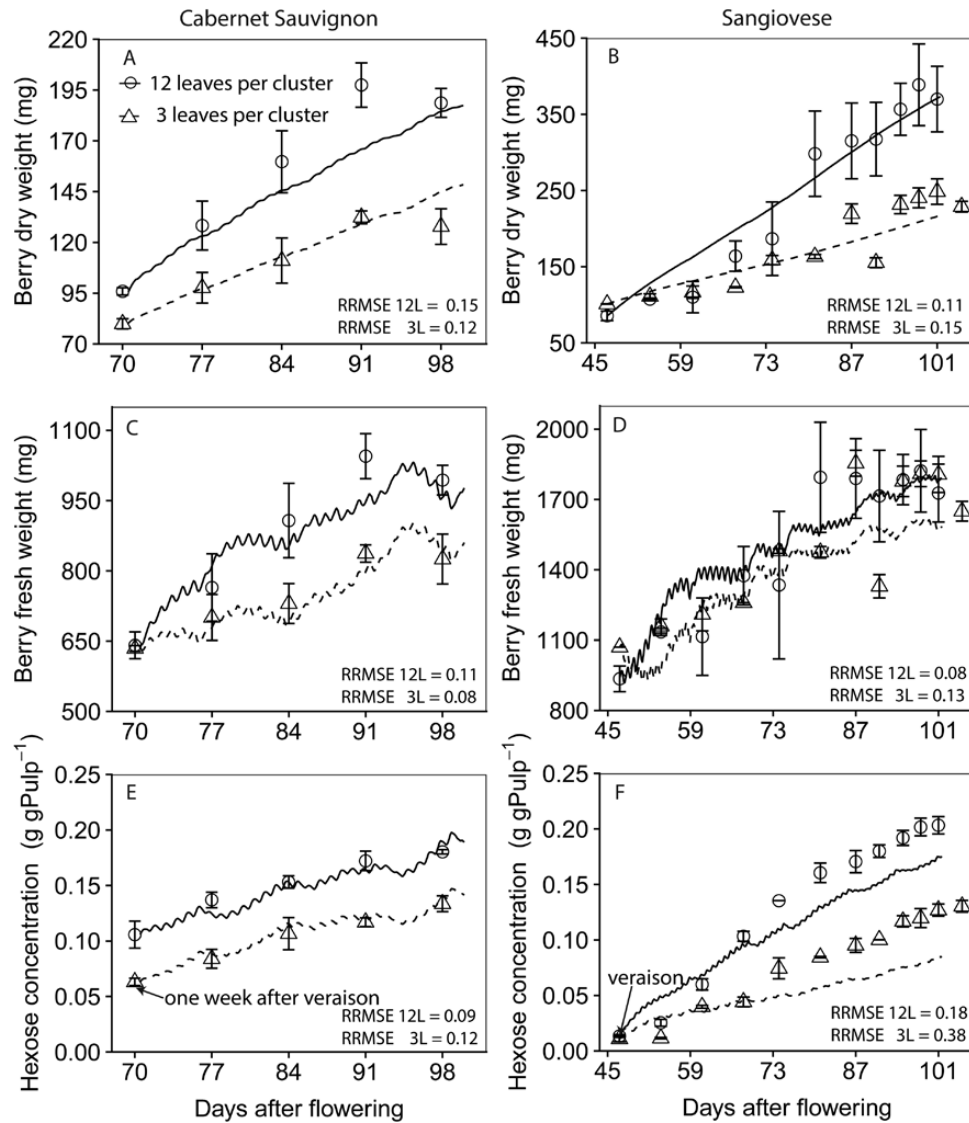 Cabernet Sauvignon
Sangiovese
Berry dry weight (mg)
220
195
170
145
120
95
70
A
12 leaves per cluster
3 leaves per cluster
RRMSE 12L = 0.15
RRMSE 3L = 0.12
70 77 84 91 98
Berry dry weight (mg)
450
350
250
150
50
B
RRMSE 12L = 0.11
RRMSE 3L = 0.15
45 59 73 87 101
Berry fresh weight (mg)
1100
950
800
650
500
C
RRMSE 12L = 0.11
RRMSE 3L = 0.08
70 77 84 91 98
Berry fresh weight (mg)
2000
1700
1400
1100
800
D
RRMSE 12L = 0.08
RRMSE 3L = 0.13
45 59 73 87 101
Hexose concentration (g gPulp⁻¹)
0.25
0.20
0.15
0.10
0.05
0.00
E
one week after veraison
RRMSE 12L = 0.09
RRMSE 3L = 0.12
70 77 84 91 98
Days after flowering
Hexose concentration (g gPulp⁻¹)
0.25
0.20
0.15
0.10
0.05
0.00
F
veraison
RRMSE 12L = 0.18
RRMSE 3L = 0.38
45 59 73 87 101
Days after flowering